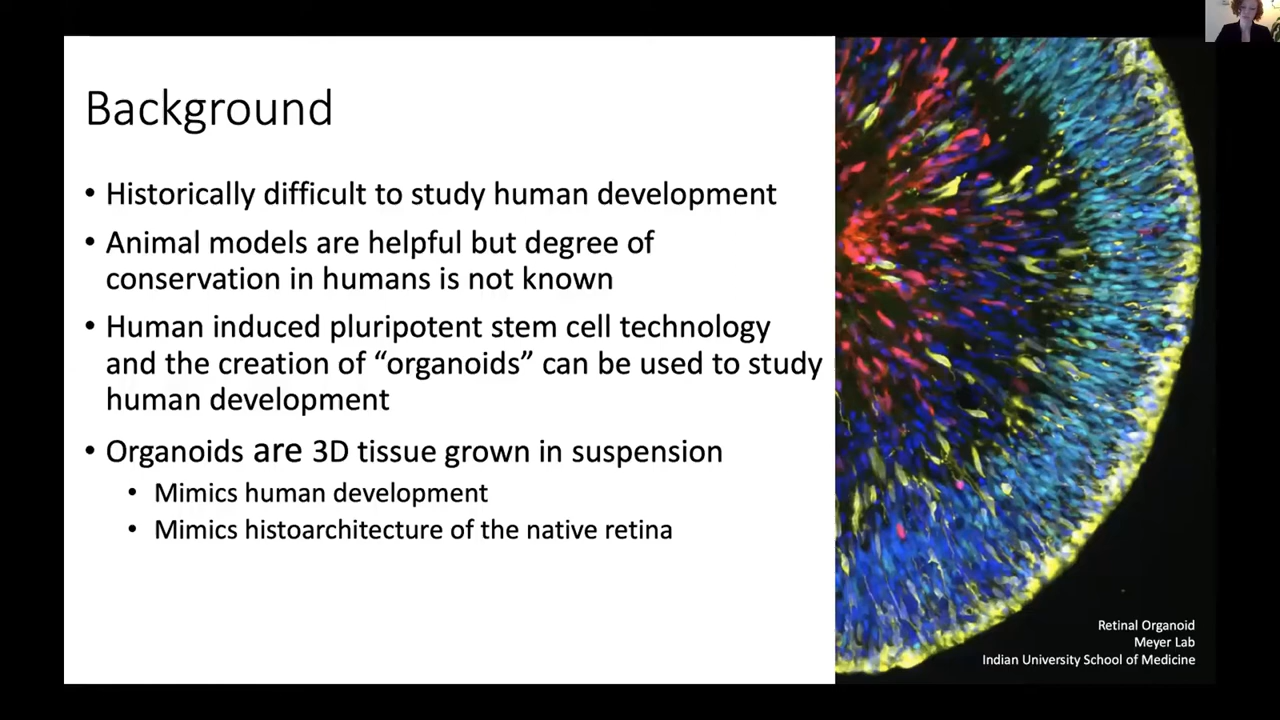 Background
• Historically difficult to study human development
• Animal models are helpful but degree of
conservation in humans is not known
• Human induced pluripotent stem cell technology
and the creation of “organoids” can be used to study
human development
• Organoids are 3D tissue grown in suspension
• Mimics human development
• Mimics histoarchitecture of the native retina
Retinal Organoid
Meyer Lab
Indian University School of Medicine